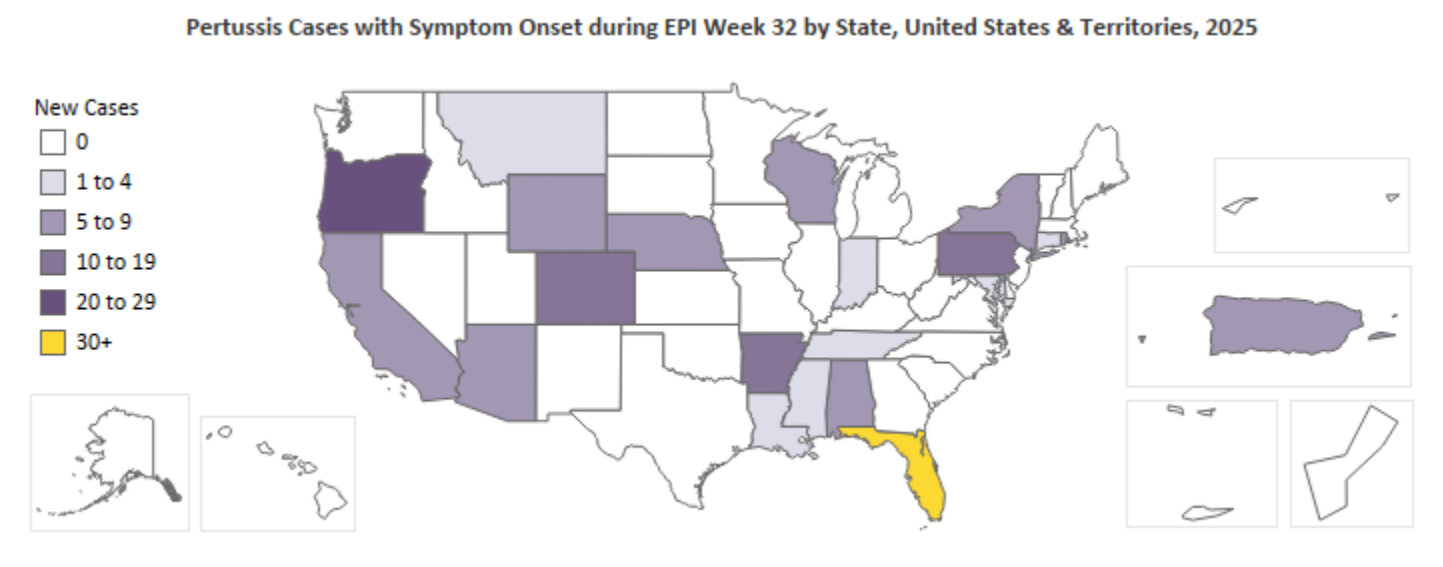 Pertussis Cases with Symptom Onset during EPI Week 32 by State, United States & Territories, 2025
New Cases
0
1 to 4
5 to 9
10 to 19
20 to 29
30+